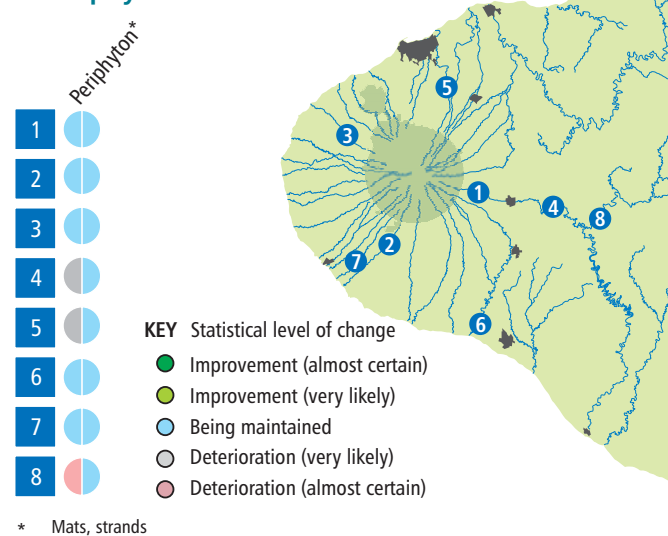 Periphyton*
1
2
3
4
5
6
7
8
KEY Statistical level of change
Improvement (almost certain)
Improvement (very likely)
Being maintained
Deterioration (very likely)
Deterioration (almost certain)
* Mats, strands
5
3
1
4
8
2
7
6